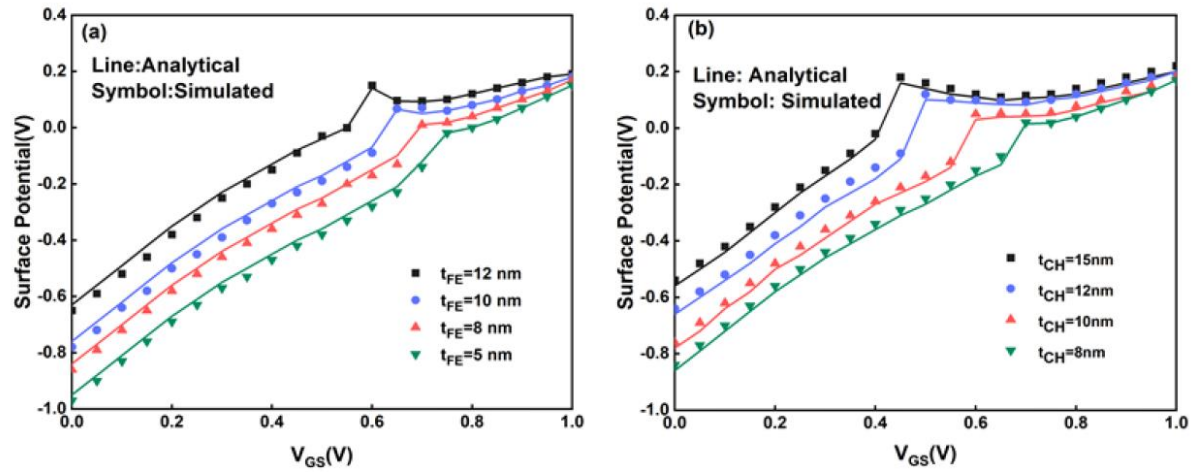 (a)
Line:Analytical
Symbol:Simulated
t_FE=12 nm
t_FE=10 nm
t_FE=8 nm
t_FE=5 nm
Surface Potential(V)
0.4
0.2
0.0
-0.2
-0.4
-0.6
-0.8
-1.0
0.0 0.2 0.4 0.6 0.8 1.0
V_GS(V)
(b)
Line: Analytical
Symbol: Simulated
t_CH=15nm
t_CH=12nm
t_CH=10nm
t_CH=8nm
Surface Potential(V)
0.4
0.2
0.0
-0.2
-0.4
-0.6
-0.8
-1.0
0.0 0.2 0.4 0.6 0.8 1.0
V_GS(V)